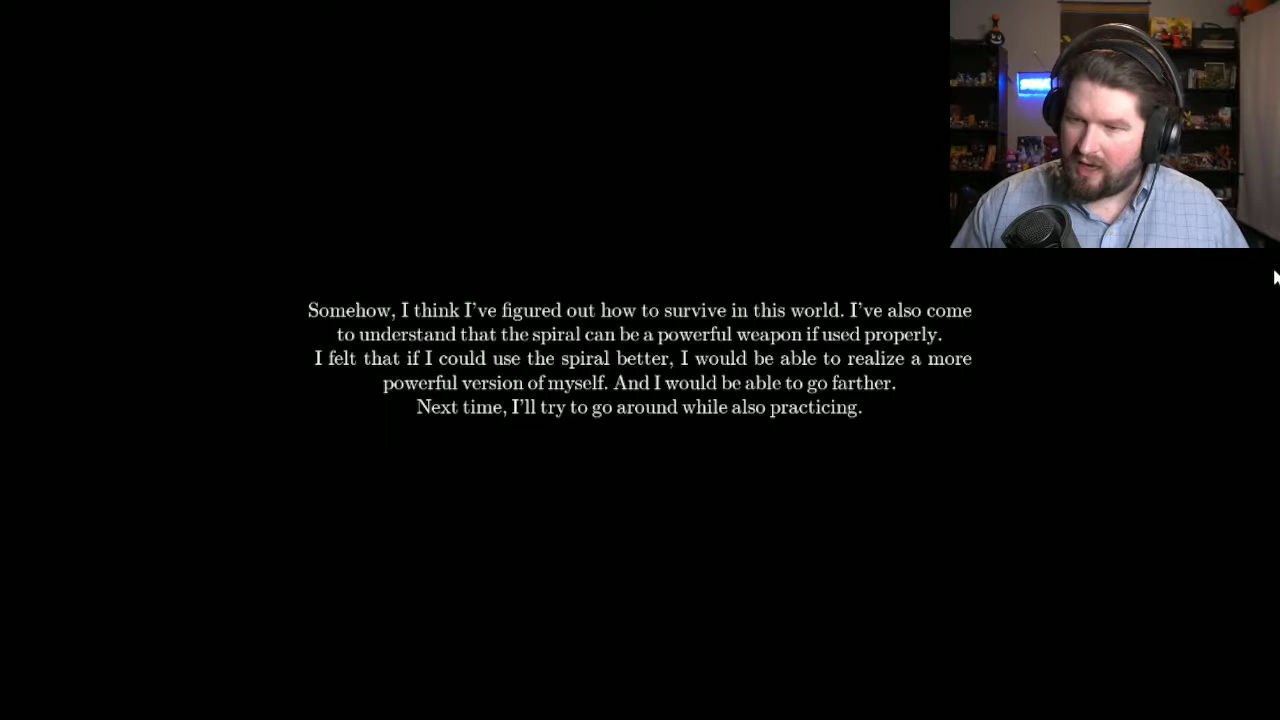 Somehow, I think I've figured out how to survive in this world. I've also come
to understand that the spiral can be a powerful weapon if used properly.
I felt that if I could use the spiral better, I would be able to realize a more
powerful version of myself. And I would be able to go farther.
Next time, I'll try to go around while also practicing.